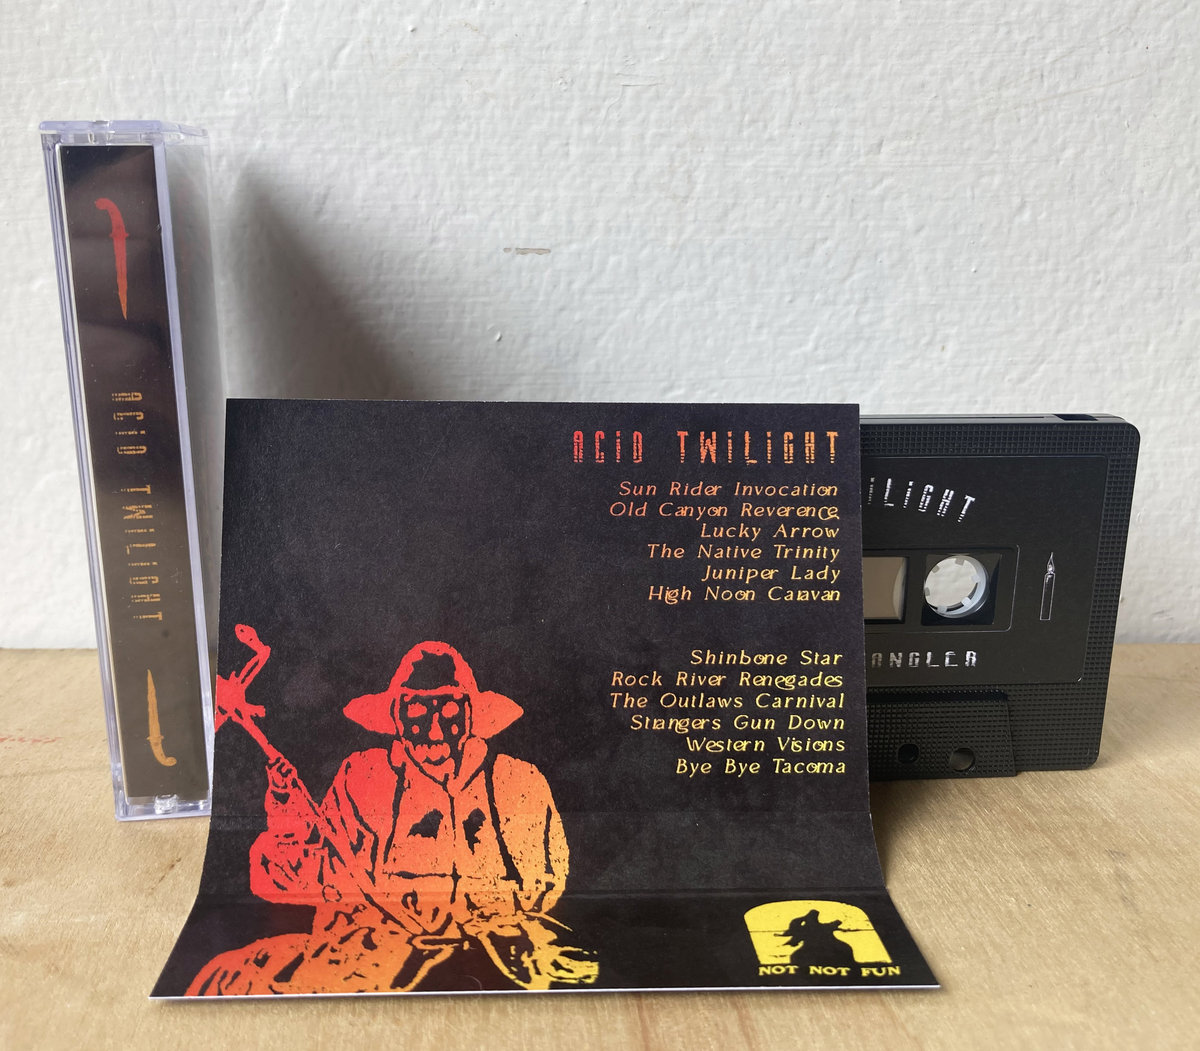 ACiD TWiLiGHT
ACiD TWiLiGHT
Sun Rider Invocation
Old Canyon Reverence
Lucky Arrow
The Native Trinity
Juniper Lady
High Noon Caravan
Shinbone Star
Rock River Renegades
The Outlaws Carnival
Strangers Gun Down
Western Visions
Bye Bye Tacoma
NOT NOT FUN
iLiGHT
ANGLER